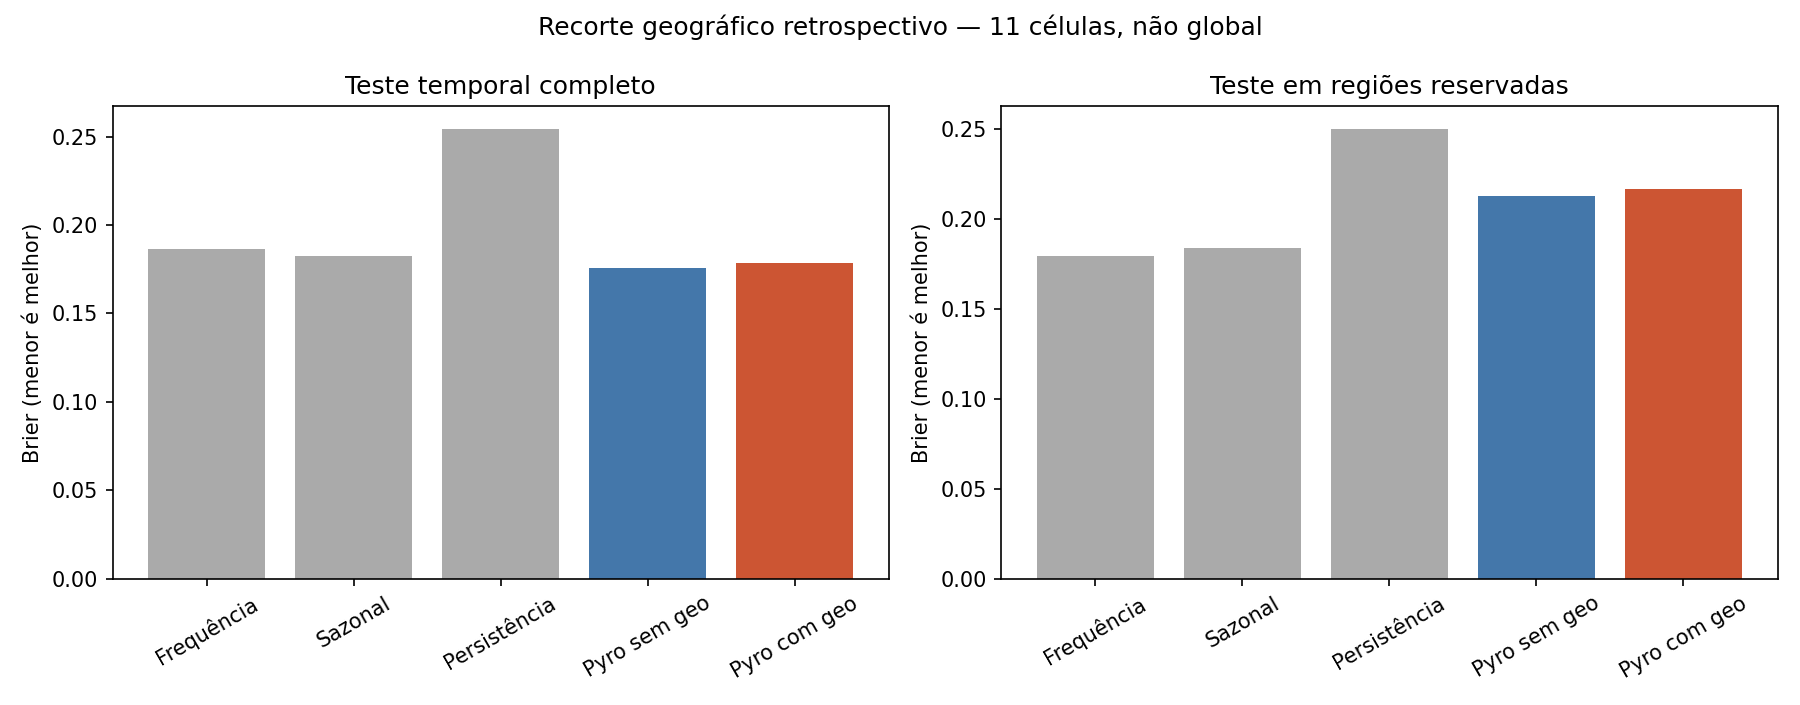 Recorte geográfico retrospectivo — 11 células, não global
Teste temporal completo
Brier (menor é melhor)
0.25
0.20
0.15
0.10
0.05
0.00
Frequência
Sazonal
Persistência
Pyro sem geo
Pyro com geo
Teste em regiões reservadas
Brier (menor é melhor)
0.25
0.20
0.15
0.10
0.05
0.00
Frequência
Sazonal
Persistência
Pyro sem geo
Pyro com geo